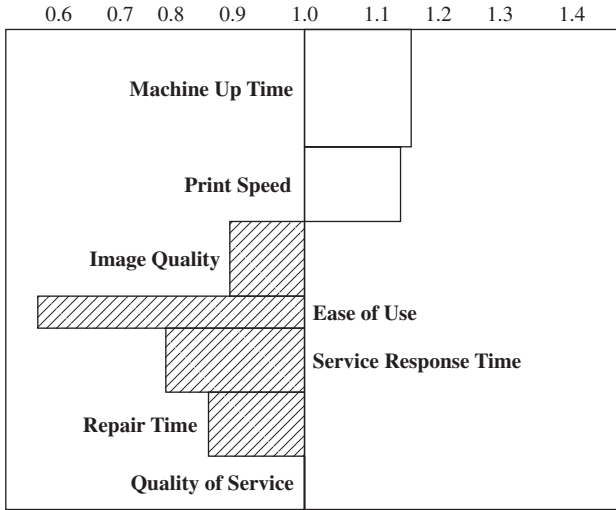 0.6 0.7 0.8 0.9 1.0 1.1 1.2 1.3 1.4
Machine Up Time
Print Speed
Image Quality
Ease of Use
Service Response Time
Repair Time
Quality of Service